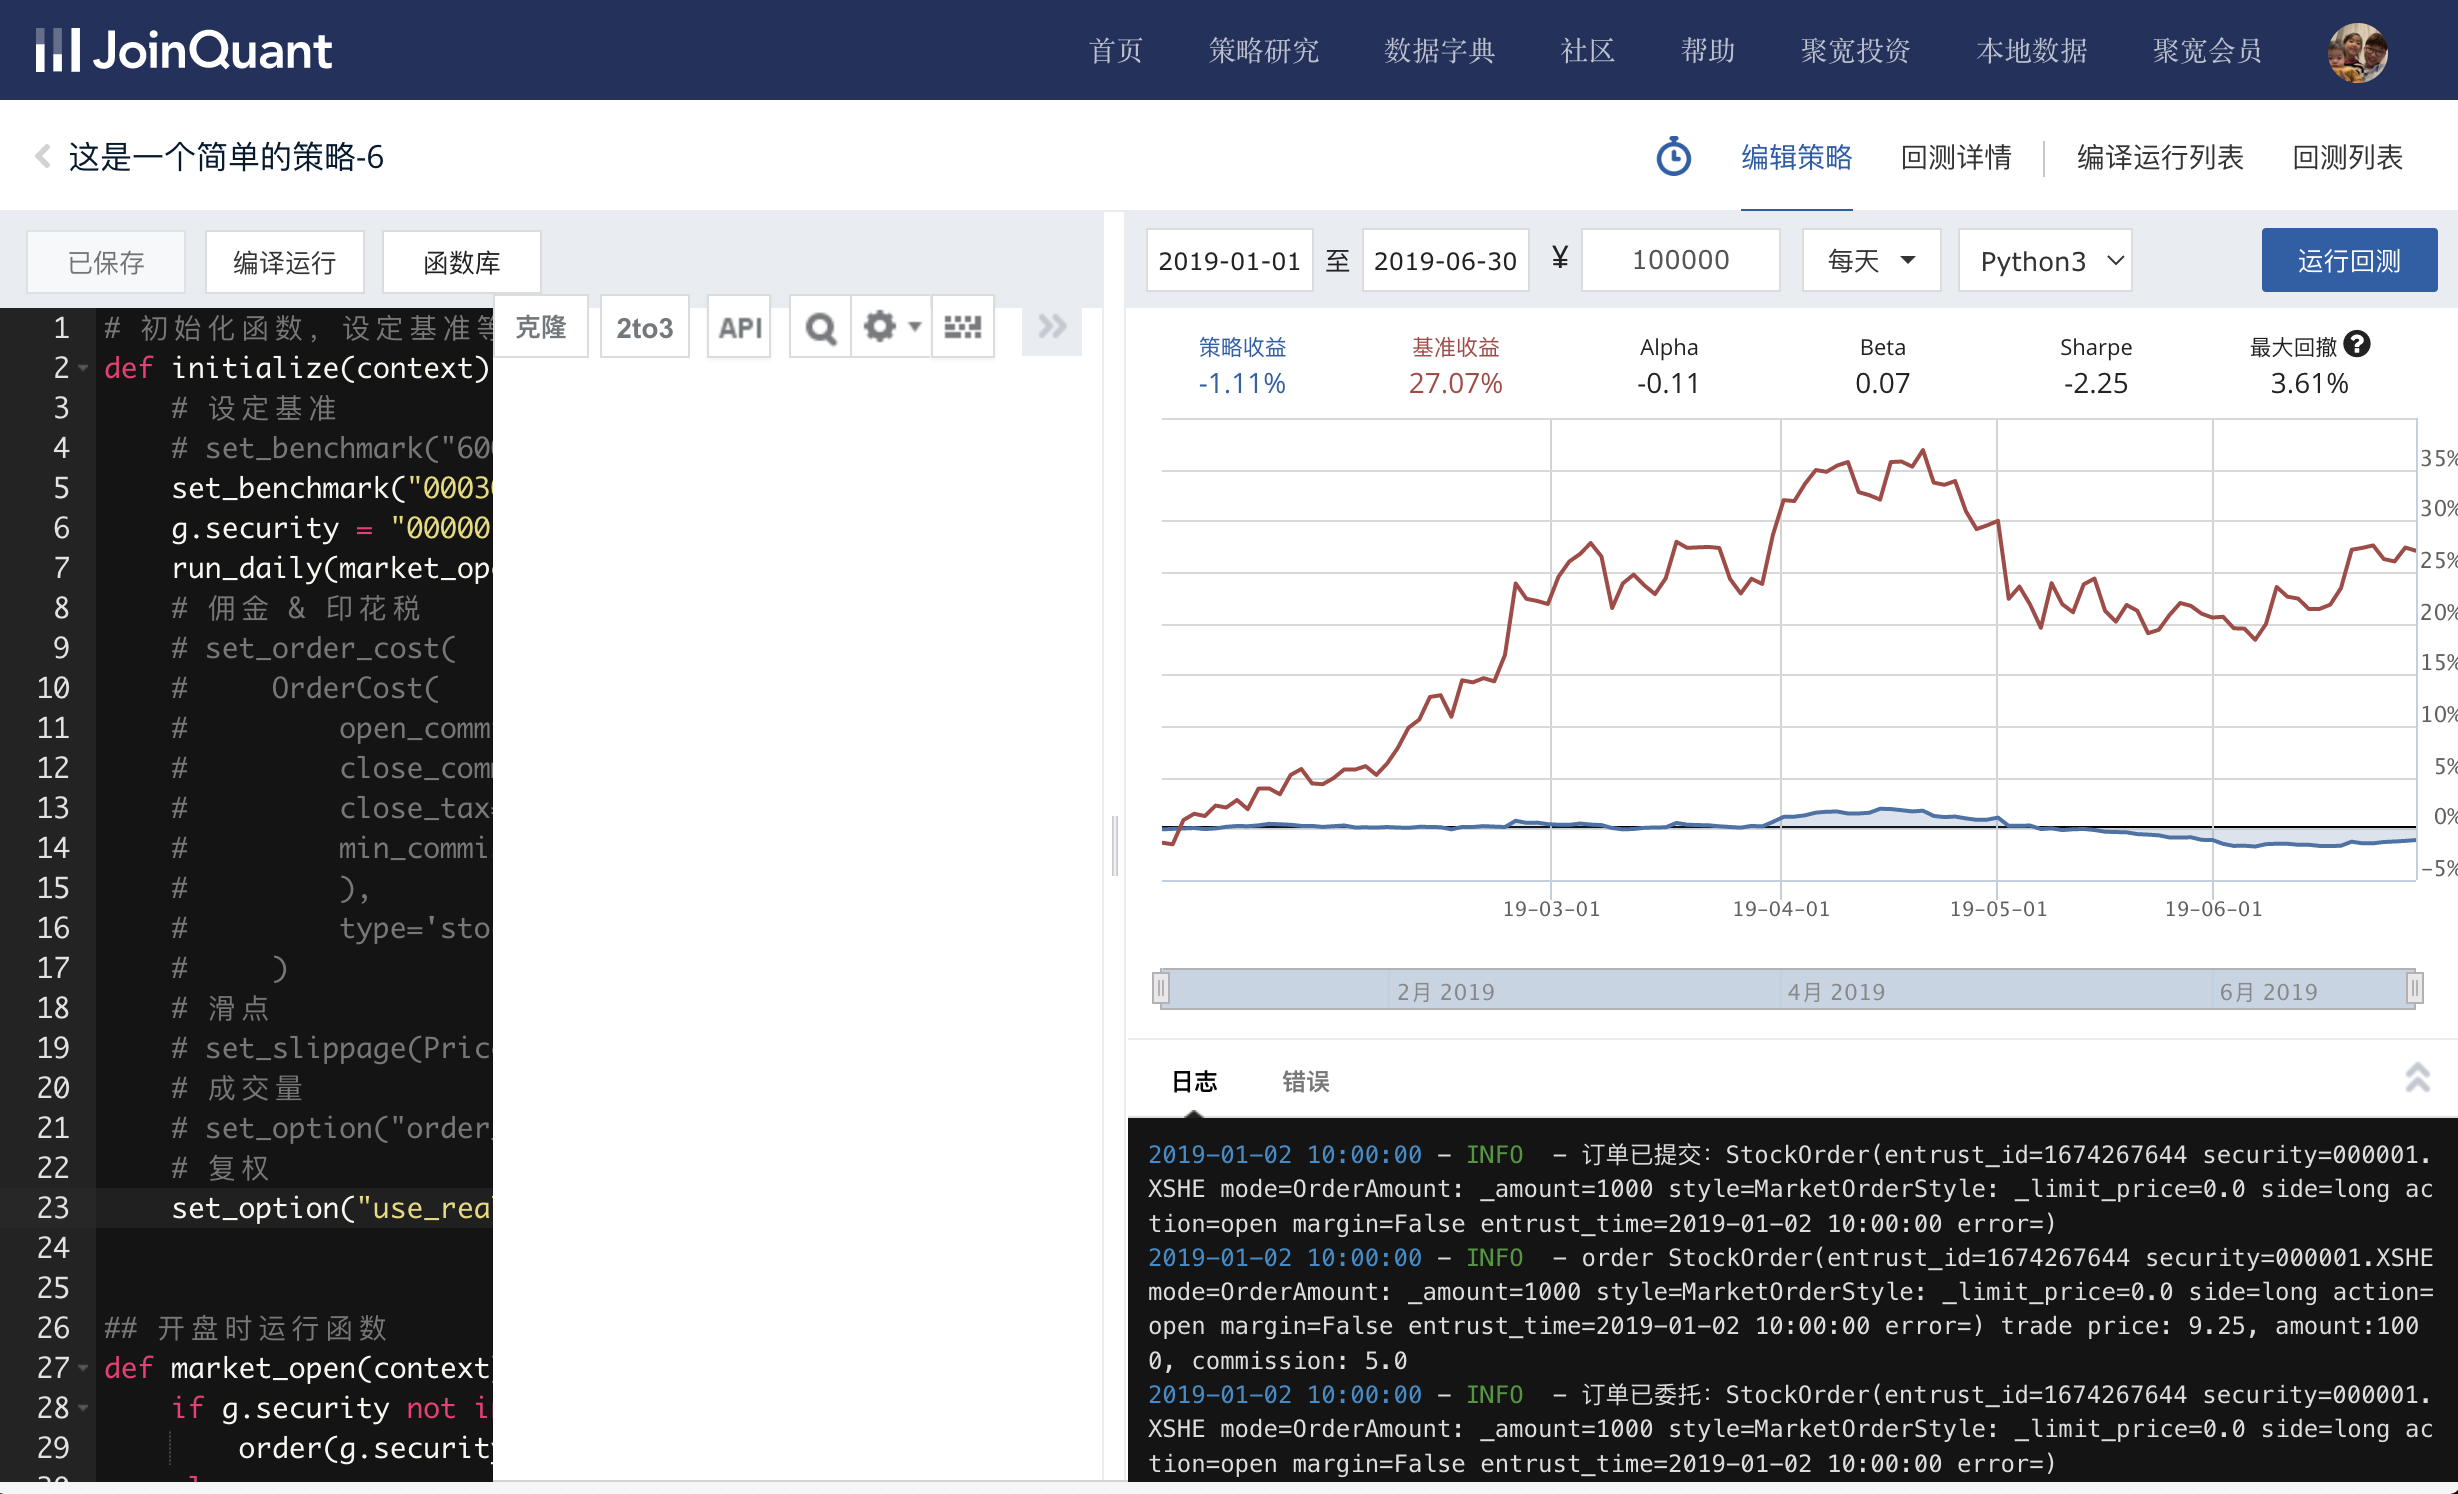 JoinQuant
首页 策略研究 数据字典 社区 帮助 聚宽投资 本地数据 聚宽会员
这是一个简单的策略-6
编辑策略 回测详情 编译运行列表 回测列表
已保存 编译运行 函数库
克隆 2to3 API
1 # 初始化函数, 设定基准等
2 def initialize(context)
3 # 设定基准
4 # set_benchmark("60
5 set_benchmark("0003
6 g.security = "00000
7 run_daily(market_op
8 # 佣金 & 印花税
9 # set_order_cost(
10 # OrderCost(
11 # open_comm
12 # close_com
13 # close_tax
14 # min_commi
15 # ),
16 # type='sto
17 # )
18 # 滑点
19 # set_slippage(Pric
20 # 成交量
21 # set_option("order
22 # 复权
23 set_option("use_rea
24
25
26 ## 开盘时运行函数
27 def market_open(context
28 if g.security not i
29 order(g.security
2019-01-01 至 2019-06-30 ¥ 100000 每天 Python3 运行回测
策略收益 基准收益 Alpha Beta Sharpe 最大回撤
-1.11% 27.07% -0.11 0.07 -2.25 3.61%
35%
30%
25%
20%
15%
10%
5%
0%
-5%
19-03-01 19-04-01 19-05-01 19-06-01
2月 2019 4月 2019 6月 2019
日志 错误
2019-01-02 10:00:00 - INFO - 订单已提交: StockOrder(entrust_id=1674267644 security=000001.
XSHE mode=OrderAmount: _amount=1000 style=MarketOrderStyle: _limit_price=0.0 side=long ac
tion=open margin=False entrust_time=2019-01-02 10:00:00 error=)
2019-01-02 10:00:00 - INFO - order StockOrder(entrust_id=1674267644 security=000001.XSHE
mode=OrderAmount: _amount=1000 style=MarketOrderStyle: _limit_price=0.0 side=long action=
open margin=False entrust_time=2019-01-02 10:00:00 error=) trade price: 9.25, amount:100
0, commission: 5.0
2019-01-02 10:00:00 - INFO - 订单已委托: StockOrder(entrust_id=1674267644 security=000001.
XSHE mode=OrderAmount: _amount=1000 style=MarketOrderStyle: _limit_price=0.0 side=long ac
tion=open margin=False entrust_time=2019-01-02 10:00:00 error=)